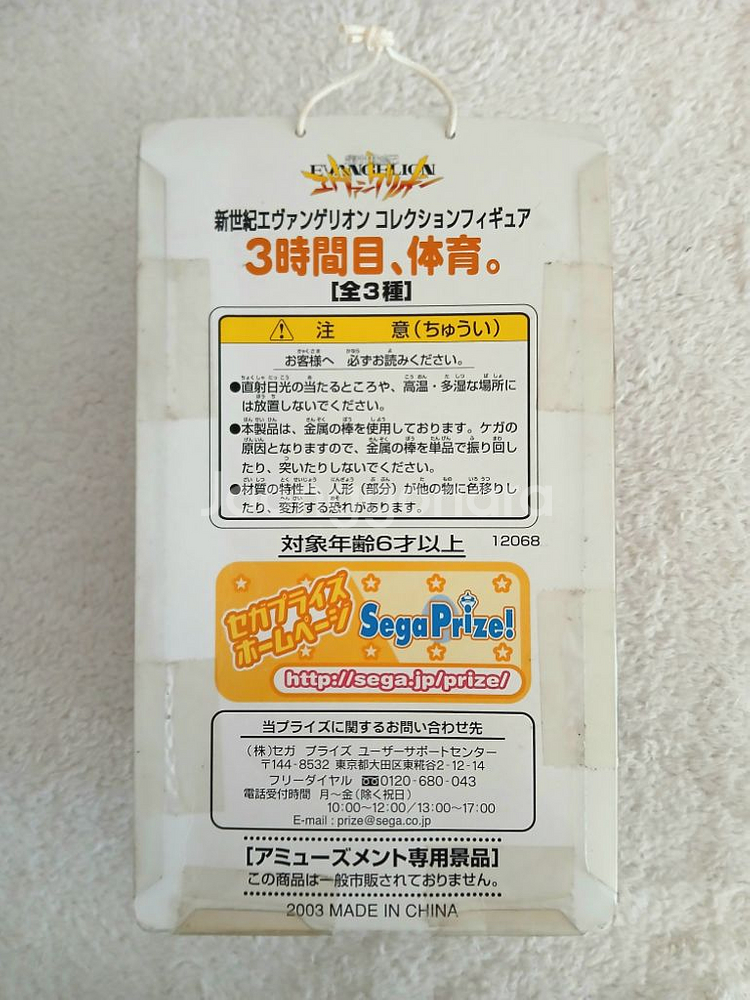 EVANGELION
エヴァンゲリオン
新世紀エヴァンゲリオン コレクションフィギュア
3時間目、体育。
[全3種]
注 意(ちゅうい)
お客様へ 必ずお読みください。
●直射日光の当たるところや、高温・多湿な場所に
は放置しないでください。
●本製品は、金属の棒を使用しております。ケガの
原因となりますので、金属の棒を単品で振り回し
たり、突いたりしないでください。
●材質の特性上、人形(部分)が他の物に色移りし
たり、変形する恐れがあります。
対象年齢6才以上 12068
セガプライズ
ホームページ
SegaPrize!
http://sega.jp/prize/
当プライズに関するお問い合わせ先
(株)セガ プライズ ユーザーサポートセンター
〒144-8532 東京都大田区東糀谷2-12-14
フリーダイヤル 0120-680-043
電話受付時間 月〜金(除く祝日)
10:00〜12:00/13:00〜17:00
E-mail : prize@sega.co.jp
[アミューズメント専用景品]
この商品は一般市販されておりません。
2003 MADE IN CHINA